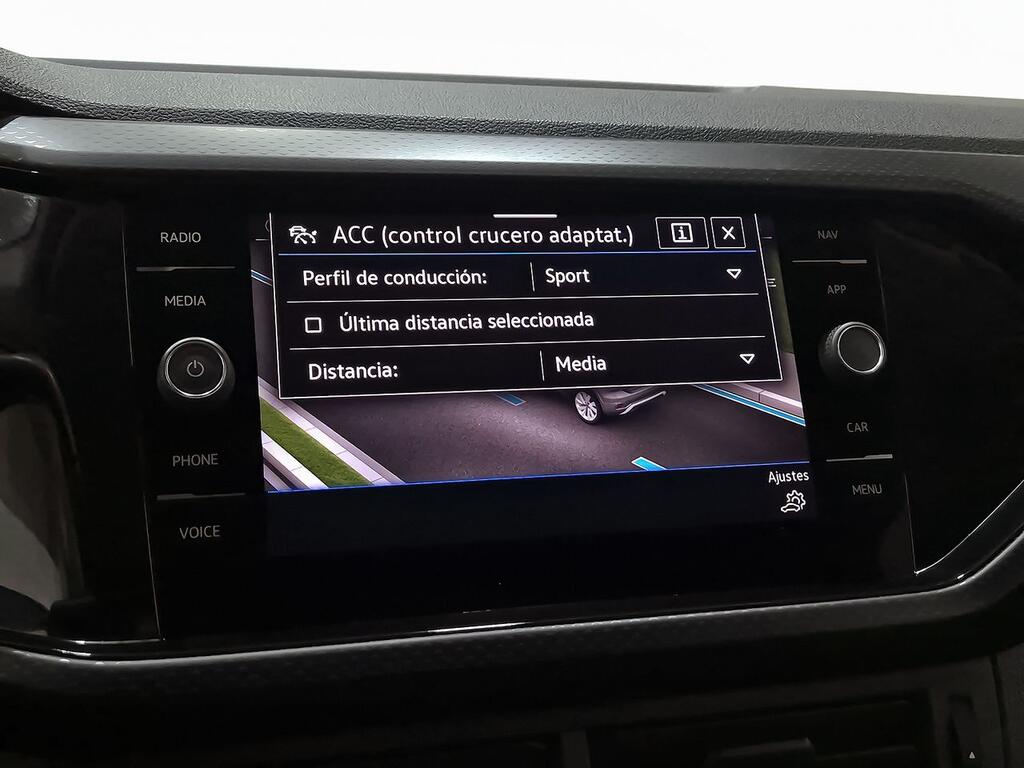 RADIO
MEDIA
PHONE
VOICE
ACC (control crucero adaptat.)
Perfil de conducción: Sport
Última distancia seleccionada
Distancia: Media
Ajustes
NAV
APP
CAR
MENU